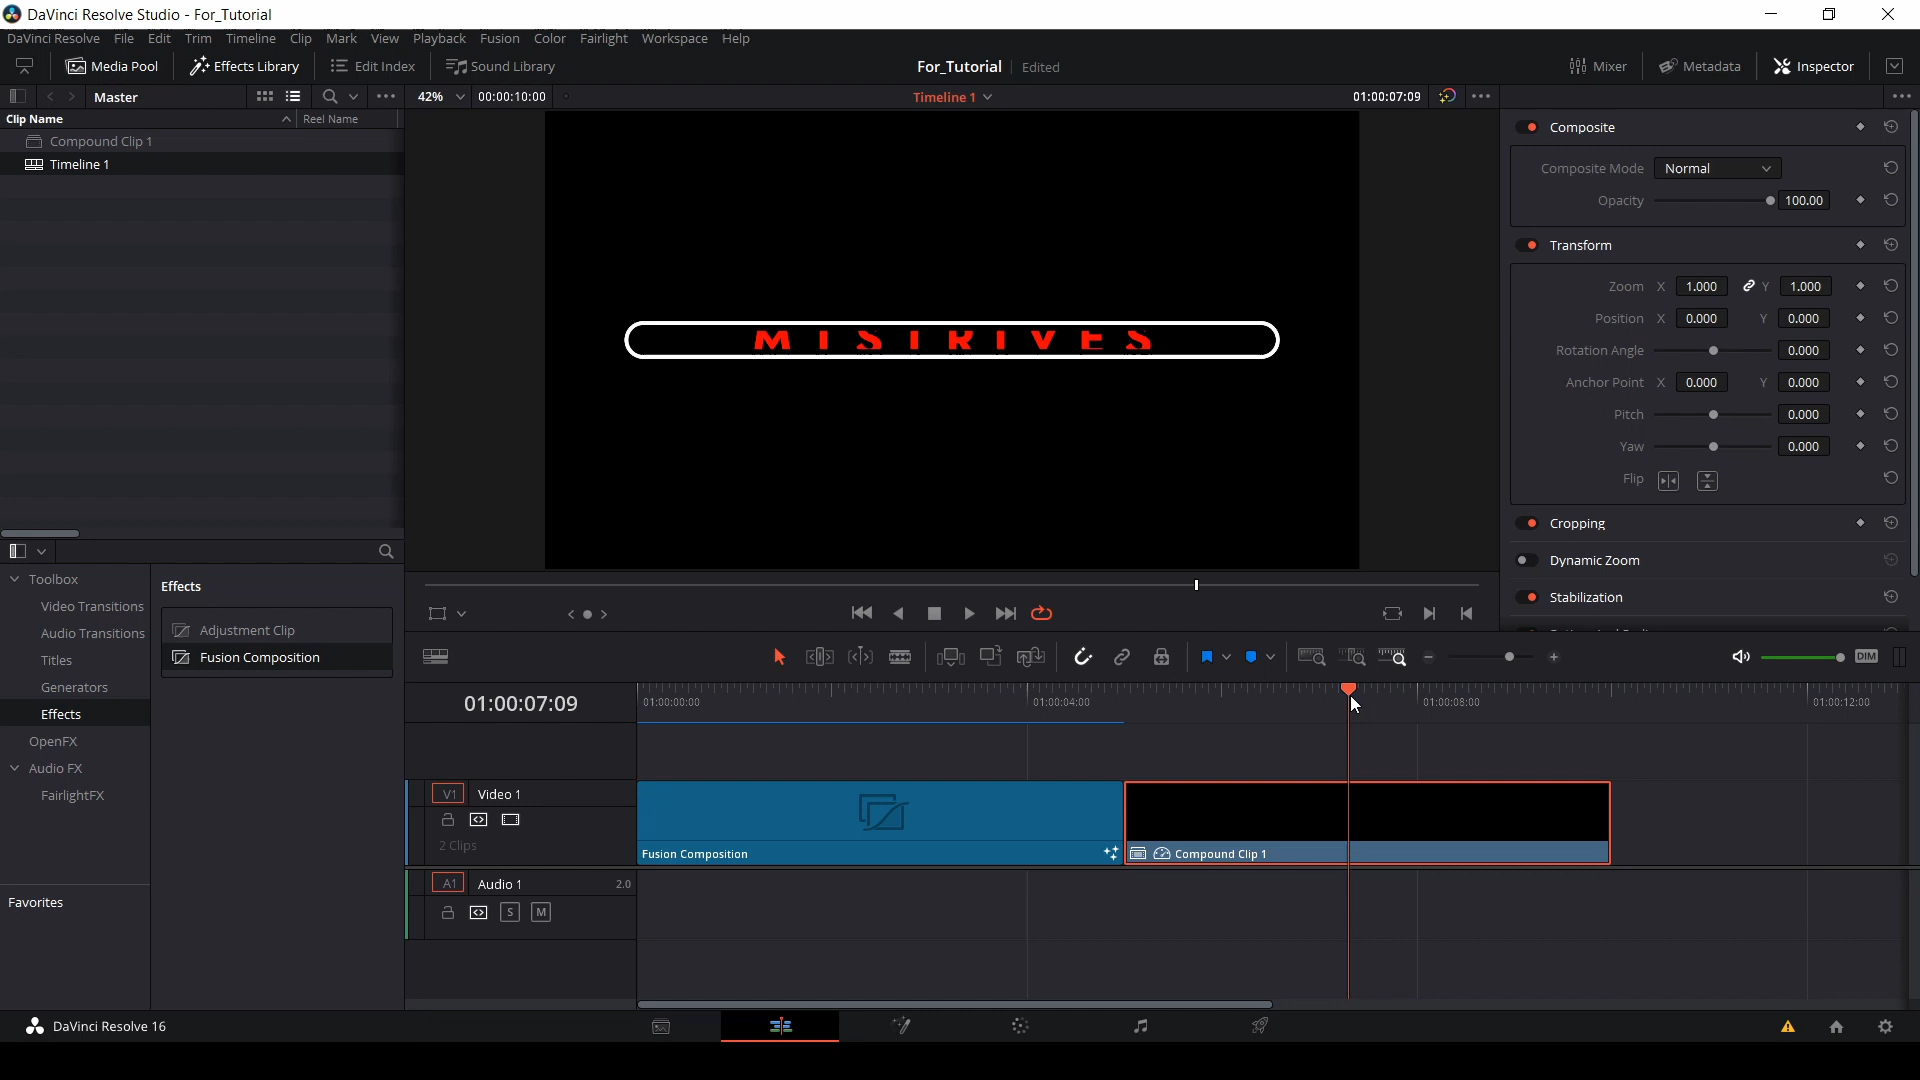 DaVinci Resolve Studio - For_Tutorial
DaVinci Resolve File Edit Trim Timeline Clip Mark View Playback Fusion Color Fairlight Workspace Help
Media Pool Effects Library Edit Index Sound Library For_Tutorial Edited Mixer Metadata Inspector
Master 42% 00:00:10:00 Timeline 1 01:00:07:09
Clip Name Reel Name
Compound Clip 1
Timeline 1
MISTRIVES
Composite
Composite Mode Normal
Opacity 100.00
Transform
Zoom X 1.000 Y 1.000
Position X 0.000 Y 0.000
Rotation Angle 0.000
Anchor Point X 0.000 Y 0.000
Pitch 0.000
Yaw 0.000
Flip
Cropping
Dynamic Zoom
Stabilization
Toolbox
Video Transitions
Audio Transitions
Titles
Generators
Effects
OpenFX
Audio FX
FairlightFX
Favorites
Effects
Adjustment Clip
Fusion Composition
DIM
01:00:07:09 01:00:00:00 01:00:04:00 01:00:08:00 01:00:12:00
V1 Video 1
2 Clips
Fusion Composition Compound Clip 1
A1 Audio 1 2.0
S M
DaVinci Resolve 16